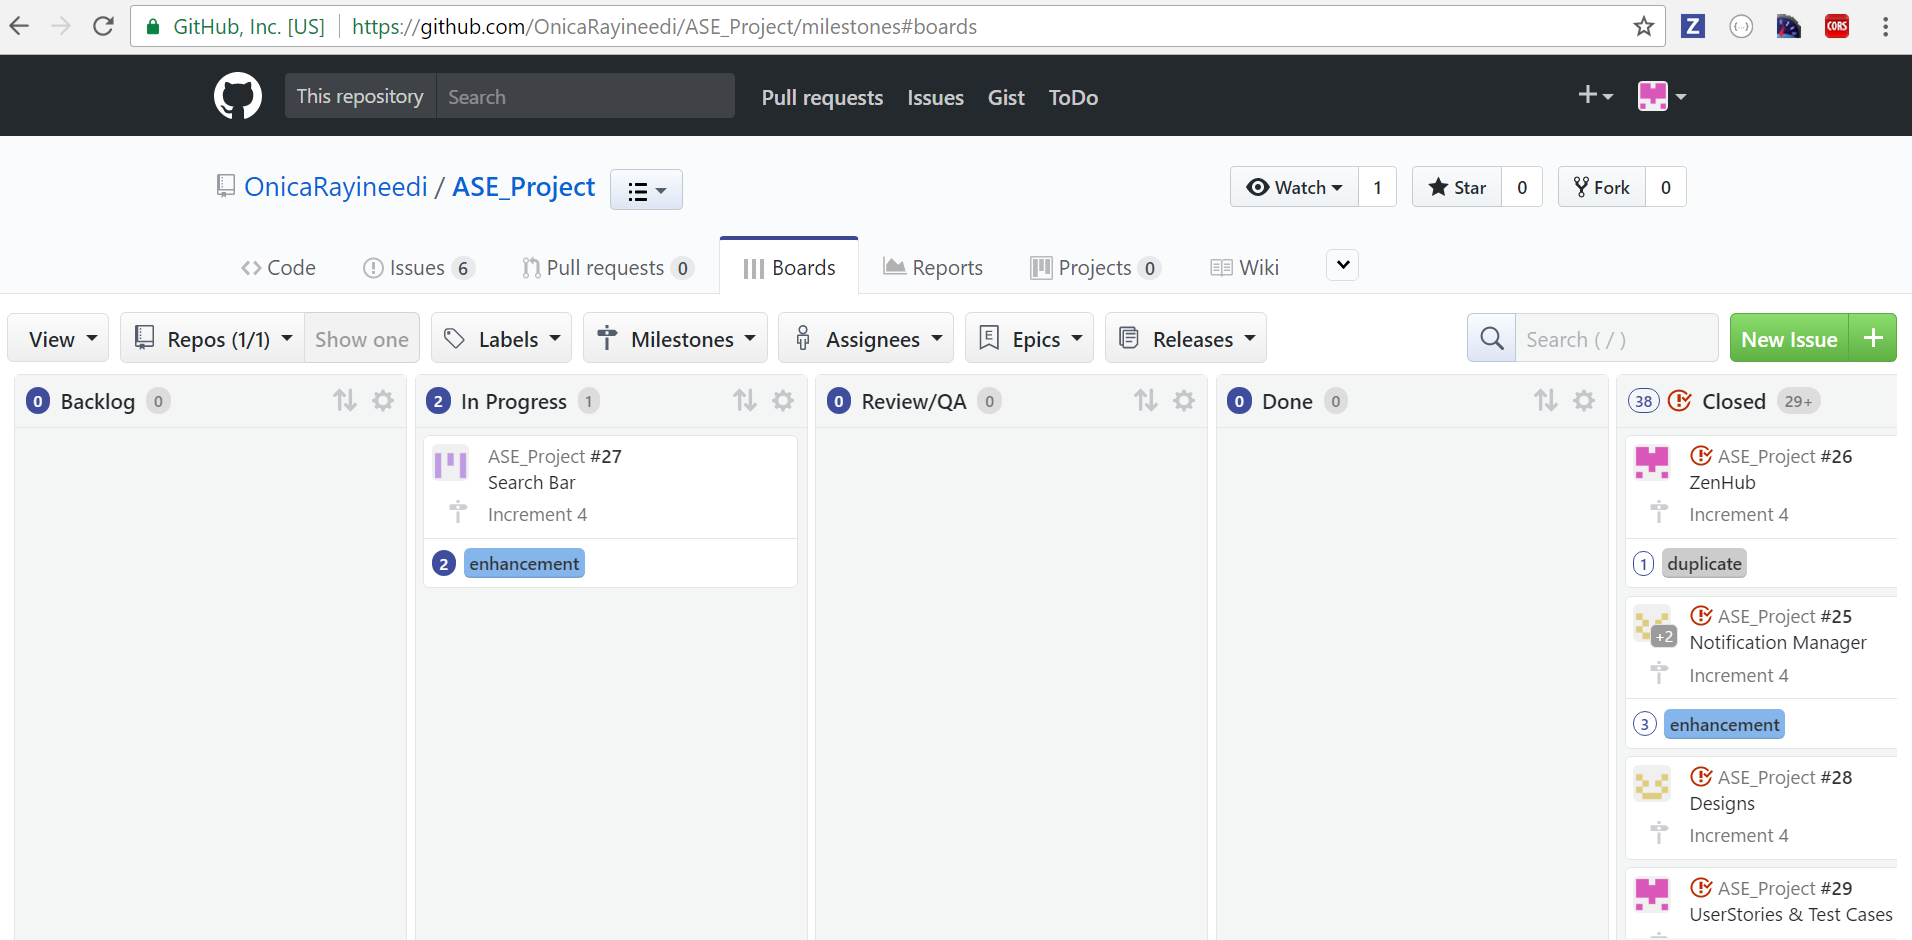 GitHub, Inc. [US] https://github.com/OnicaRayineedi/ASE_Project/milestones#boards Z {···} CORS
This repository Search Pull requests Issues Gist ToDo
OnicaRayineedi / ASE_Project Watch 1 Star 0 Fork 0
Code Issues 6 Pull requests 0 Boards Reports Projects 0 Wiki
View Repos (1/1) Show one Labels Milestones Assignees E Epics Releases Search ( / ) New Issue +
0 Backlog 0 2 In Progress 1 0 Review/QA 0 0 Done 0 38 Closed 29+
ASE_Project #27
Search Bar
Increment 4
2 enhancement
ASE_Project #26
ZenHub
Increment 4
1 duplicate
ASE_Project #25
+2 Notification Manager
Increment 4
3 enhancement
ASE_Project #28
Designs
Increment 4
ASE_Project #29
UserStories & Test Cases